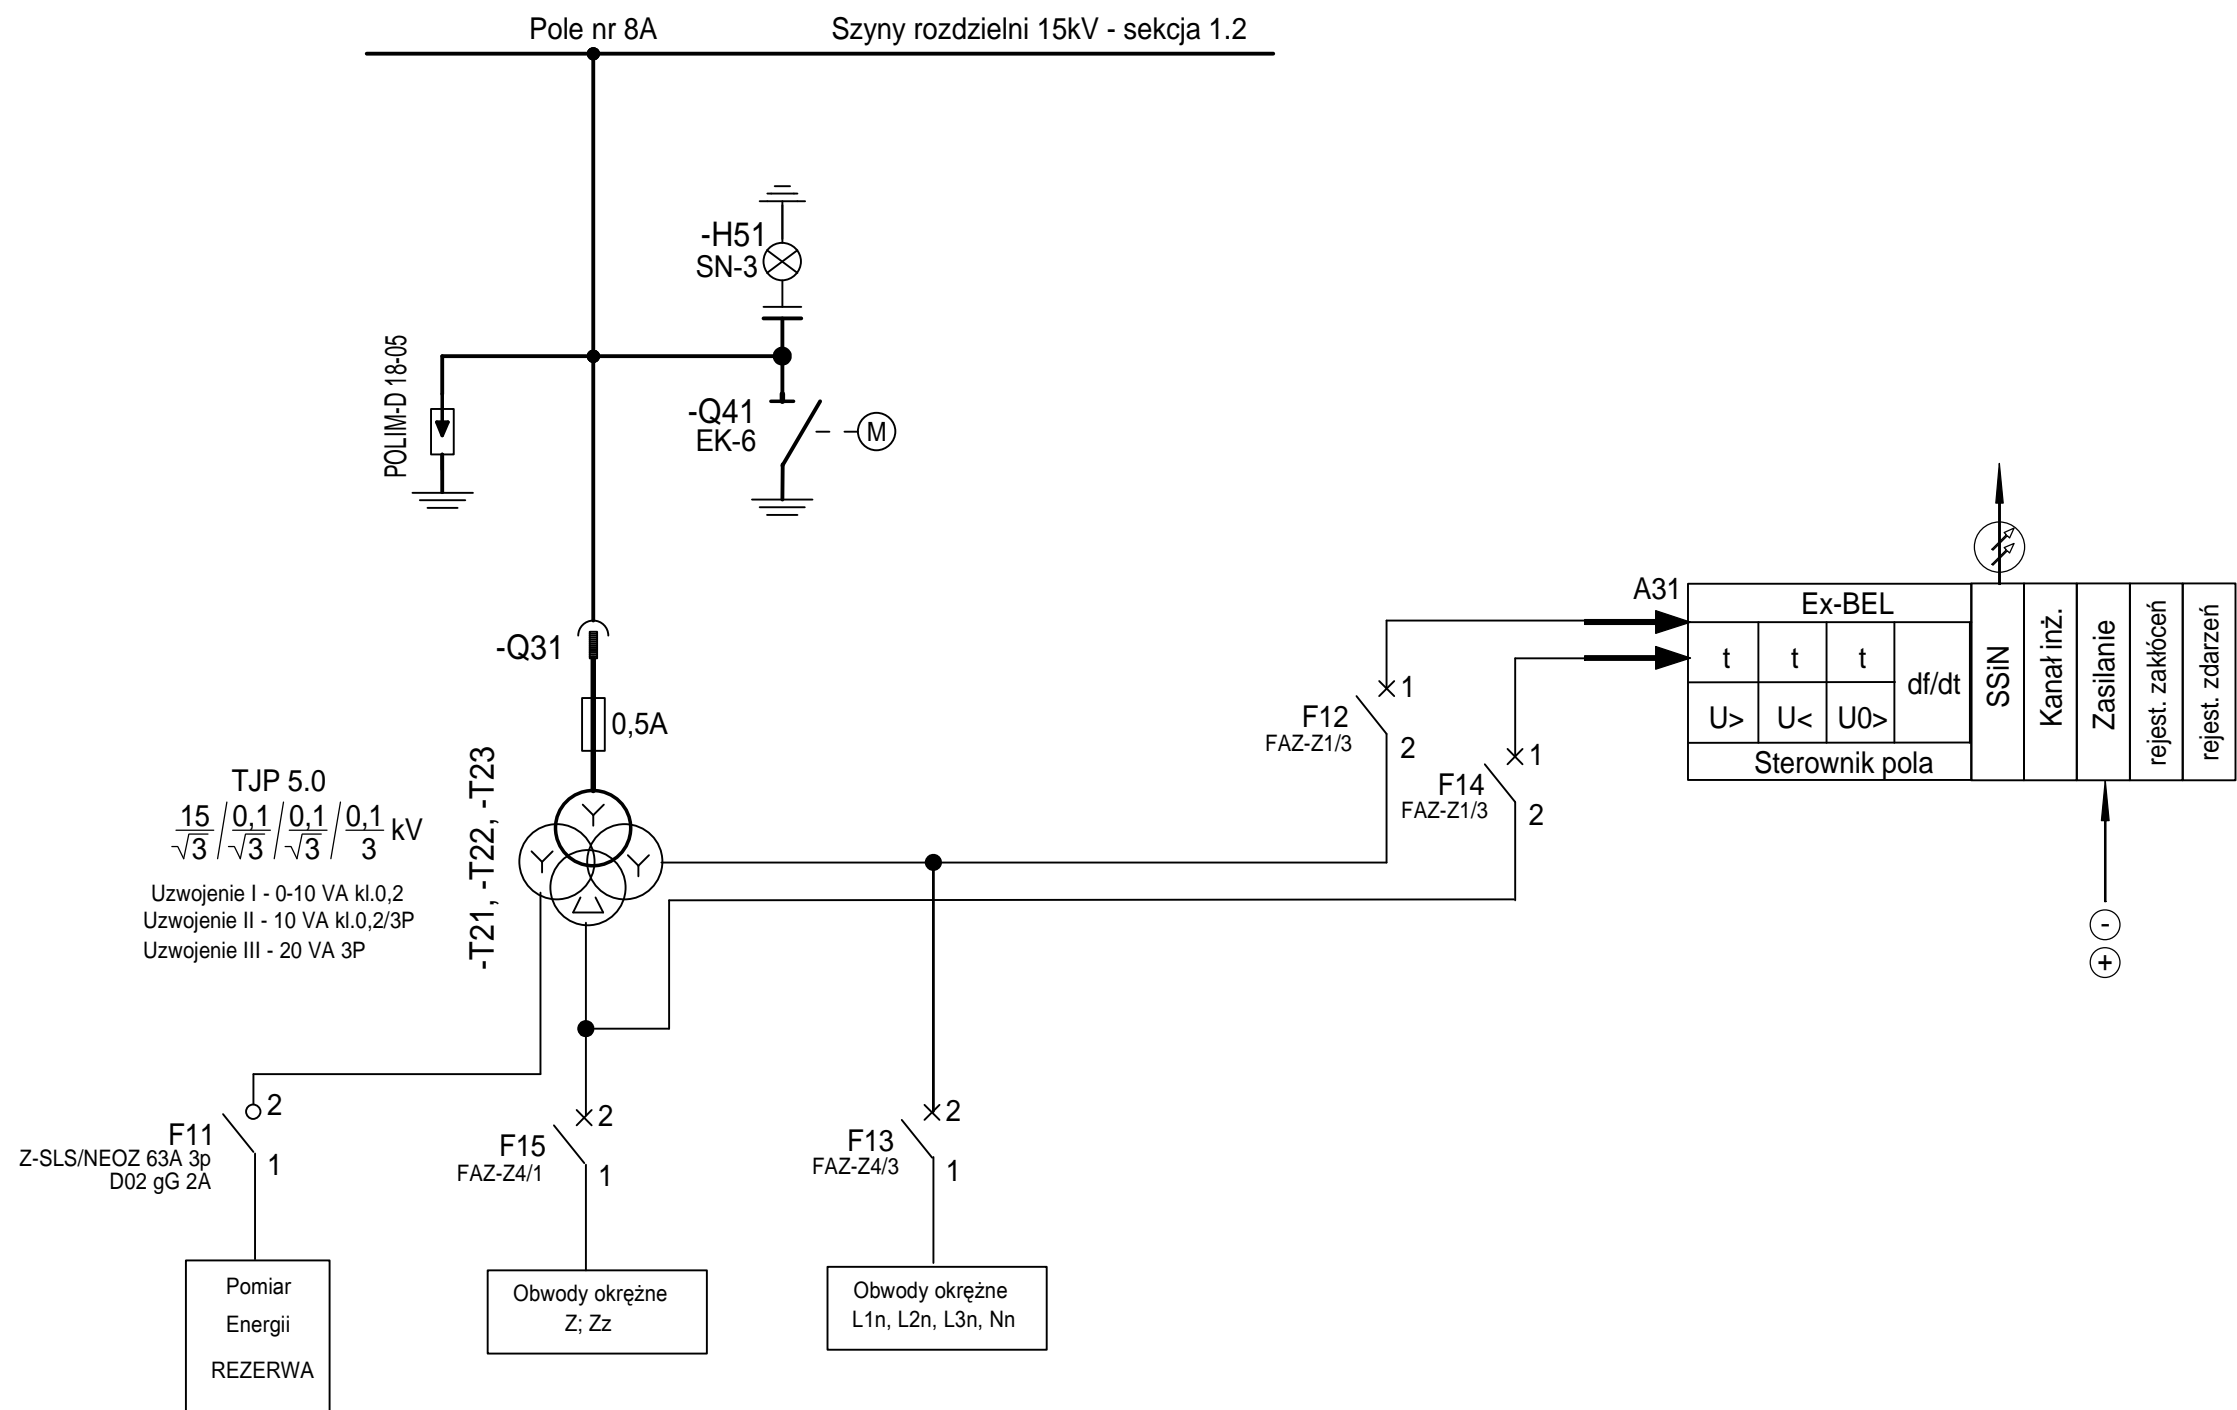 Pole nr 8A
Szyny rozdzielni 15kV - sekcja 1.2
-H51
SN-3
POLIM-D 18-05
-Q41
EK-6
M
-Q31
0,5A
TJP 5.0
15/√3 / 0,1/√3 / 0,1/√3 / 0,1/3 kV
Uzwojenie I - 0-10 VA kl.0,2
Uzwojenie II - 10 VA kl.0,2/3P
Uzwojenie III - 20 VA 3P
-T21, -T22, -T23
1
F12
FAZ-Z1/3
2
1
F14
FAZ-Z1/3
2
A31
Ex-BEL
t t t
df/dt
U> U< U0>
Sterownik pola
SSiN
Kanał inż.
Zasilanie
rejest. zakłóceń
rejest. zdarzeń
-
+
2
F11
Z-SLS/NEOZ 63A 3p
D02 gG 2A
1
2
F15
FAZ-Z4/1
1
2
F13
FAZ-Z4/3
1
Pomiar
Energii
REZERWA
Obwody okrężne
Z; Zz
Obwody okrężne
L1n, L2n, L3n, Nn